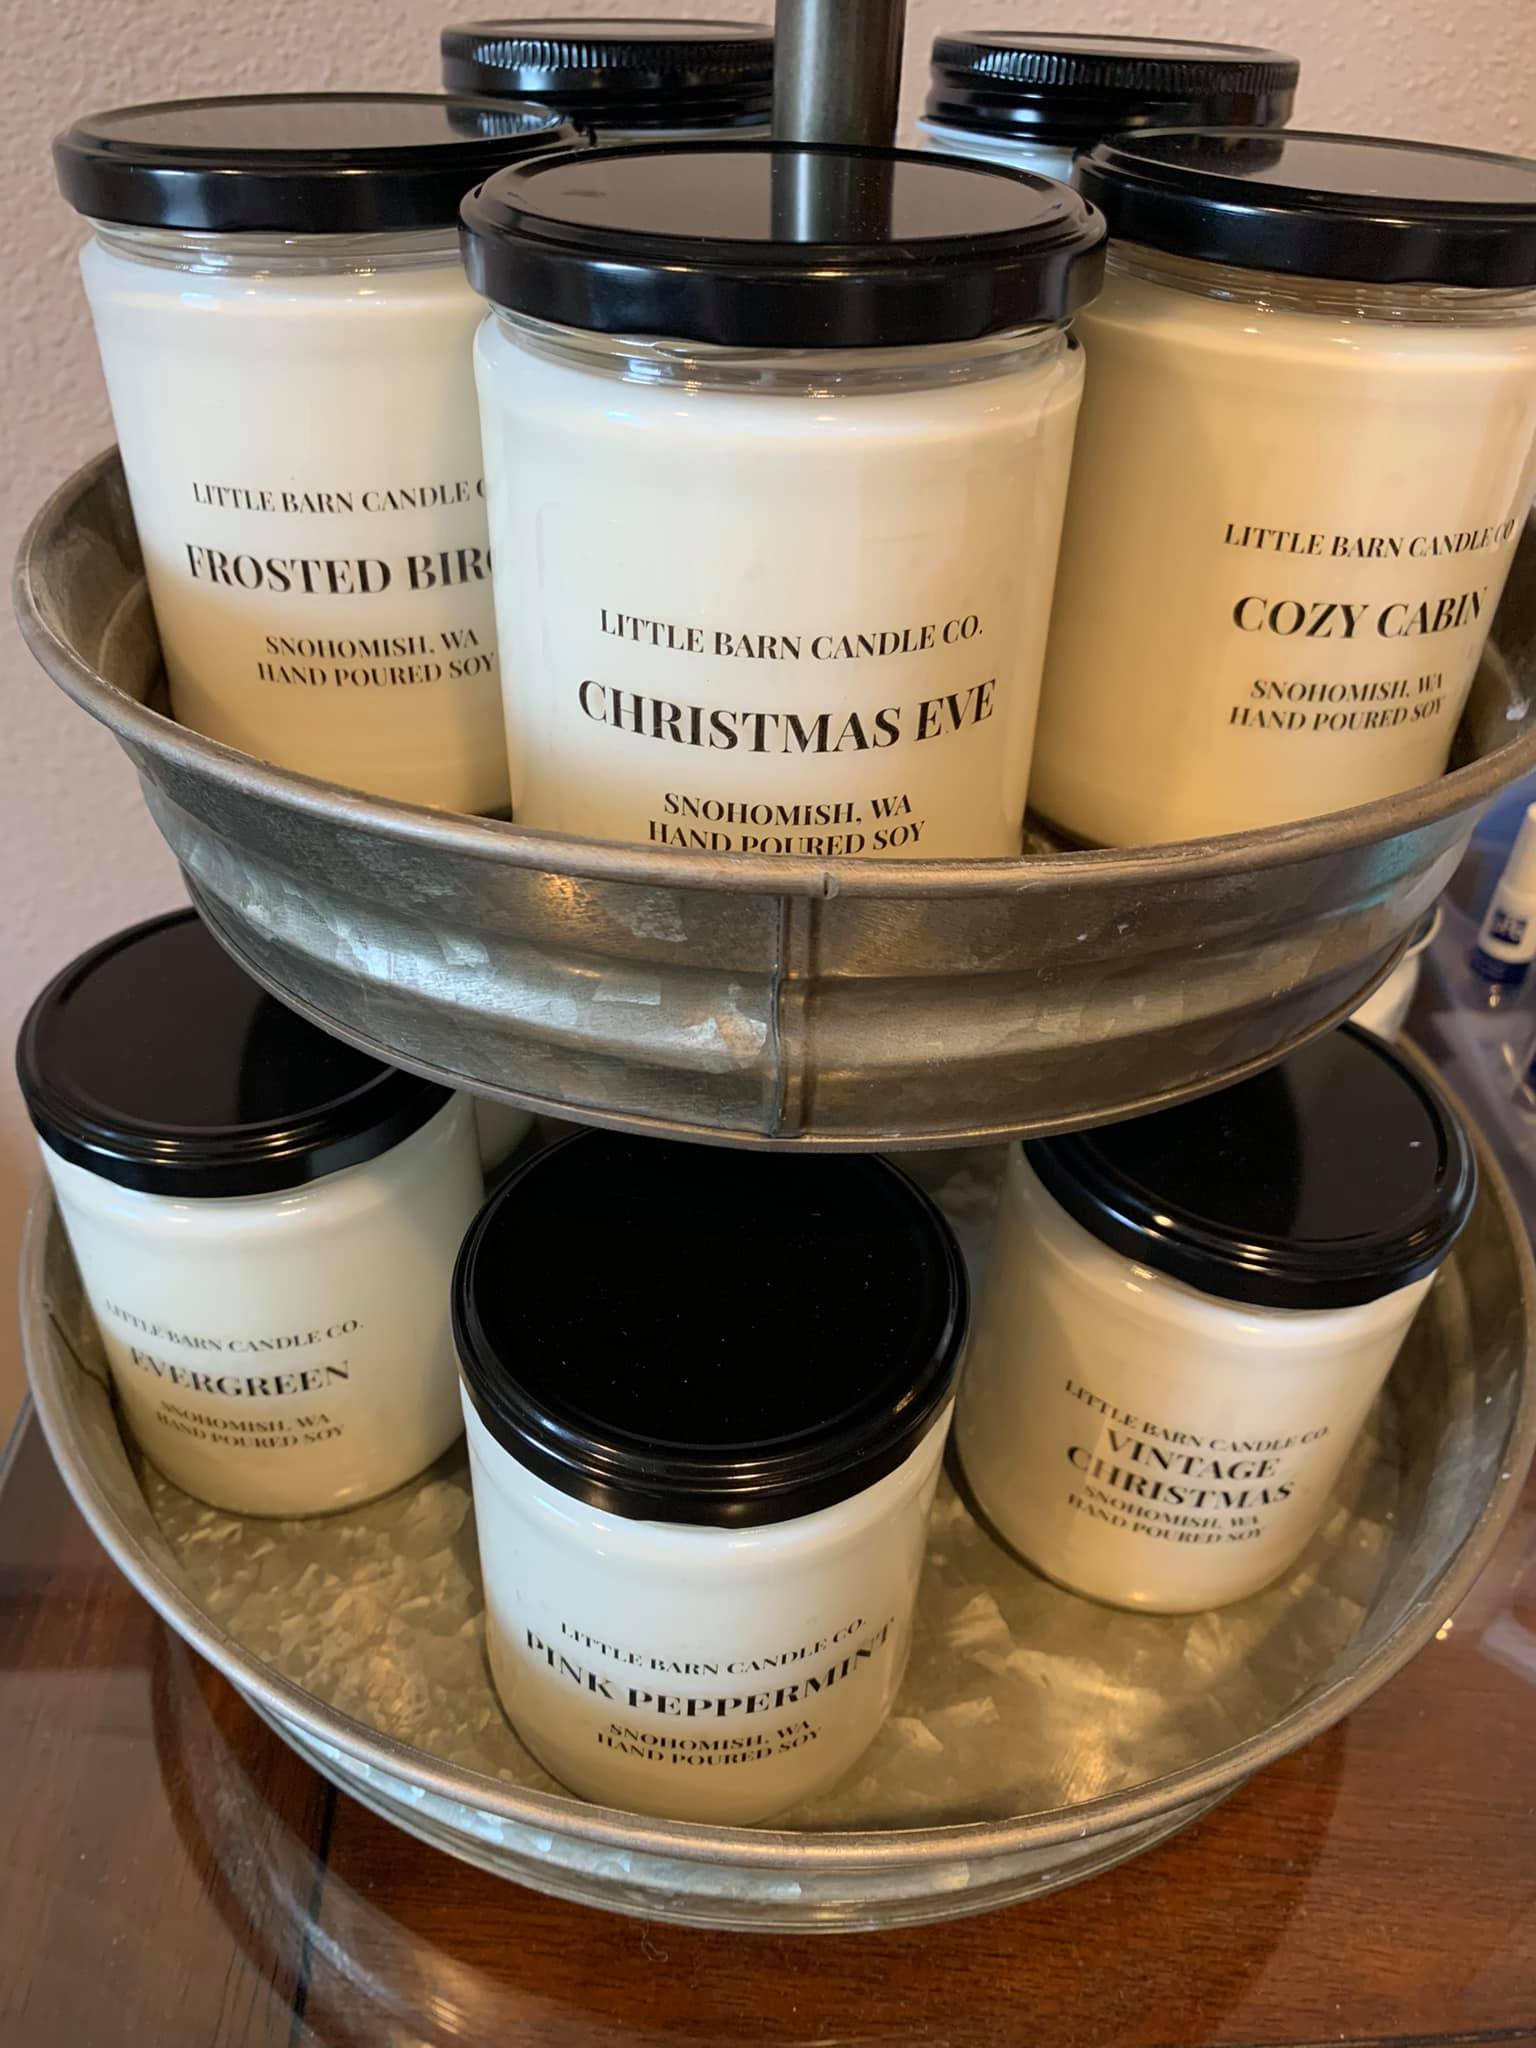 LITTLE BARN CANDLE
FROSTED
SNOHOMISH, WA
HAND POURED SOY
LITTLE BARN CANDLE CO.
CHRISTMAS EVE
SNOHOMISH, WA
HAND POURED SOY
LITTLE BARN CANDLE CO.
COZY CABIN
SNOHOMISH, WA
HAND POURED SOY
LITTLE BARN CANDLE CO.
EVERGREEN
SNOHOMISH, WA
HAND POURED SOY
LITTLE BARN CANDLE CO.
PINK PEPPERMINT
SNOHOMISH, WA
HAND POURED SOY
LITTLE BARN CANDLE CO.
VINTAGE
CHRISTMAS
SNOHOMISH, WA
HAND POURED SOY